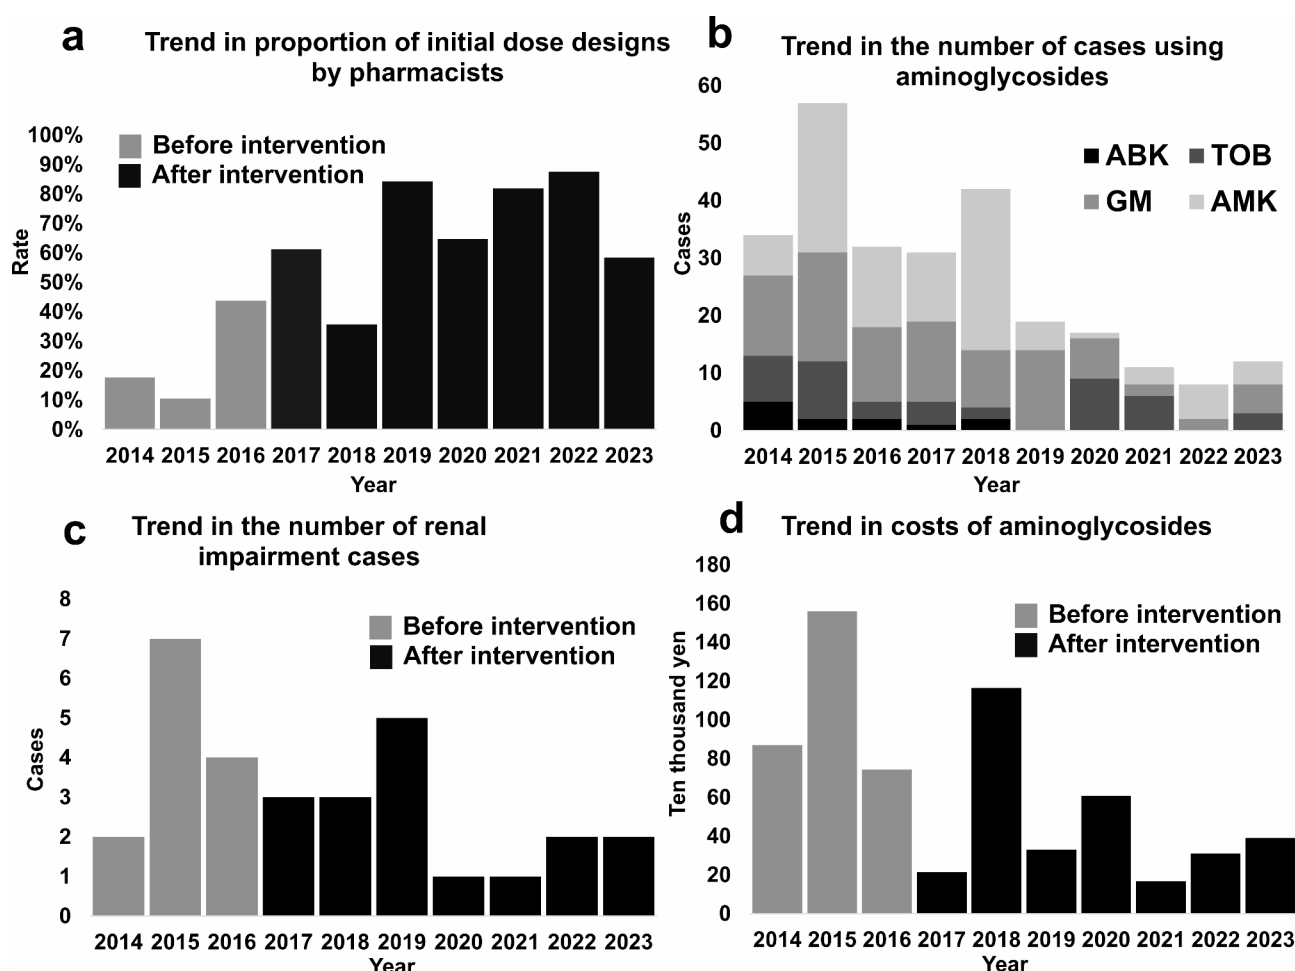 a
Trend in proportion of initial dose designs
by pharmacists
Before intervention
After intervention
Rate
100%
90%
80%
70%
60%
50%
40%
30%
20%
10%
0%
2014 2015 2016 2017 2018 2019 2020 2021 2022 2023
Year
b
Trend in the number of cases using
aminoglycosides
ABK TOB
GM AMK
Cases
60
50
40
30
20
10
0
2014 2015 2016 2017 2018 2019 2020 2021 2022 2023
Year
c
Trend in the number of renal
impairment cases
Before intervention
After intervention
Cases
8
7
6
5
4
3
2
1
0
2014 2015 2016 2017 2018 2019 2020 2021 2022 2023
Year
d
Trend in costs of aminoglycosides
Before intervention
After intervention
Ten thousand yen
180
160
140
120
100
80
60
40
20
0
2014 2015 2016 2017 2018 2019 2020 2021 2022 2023
Year